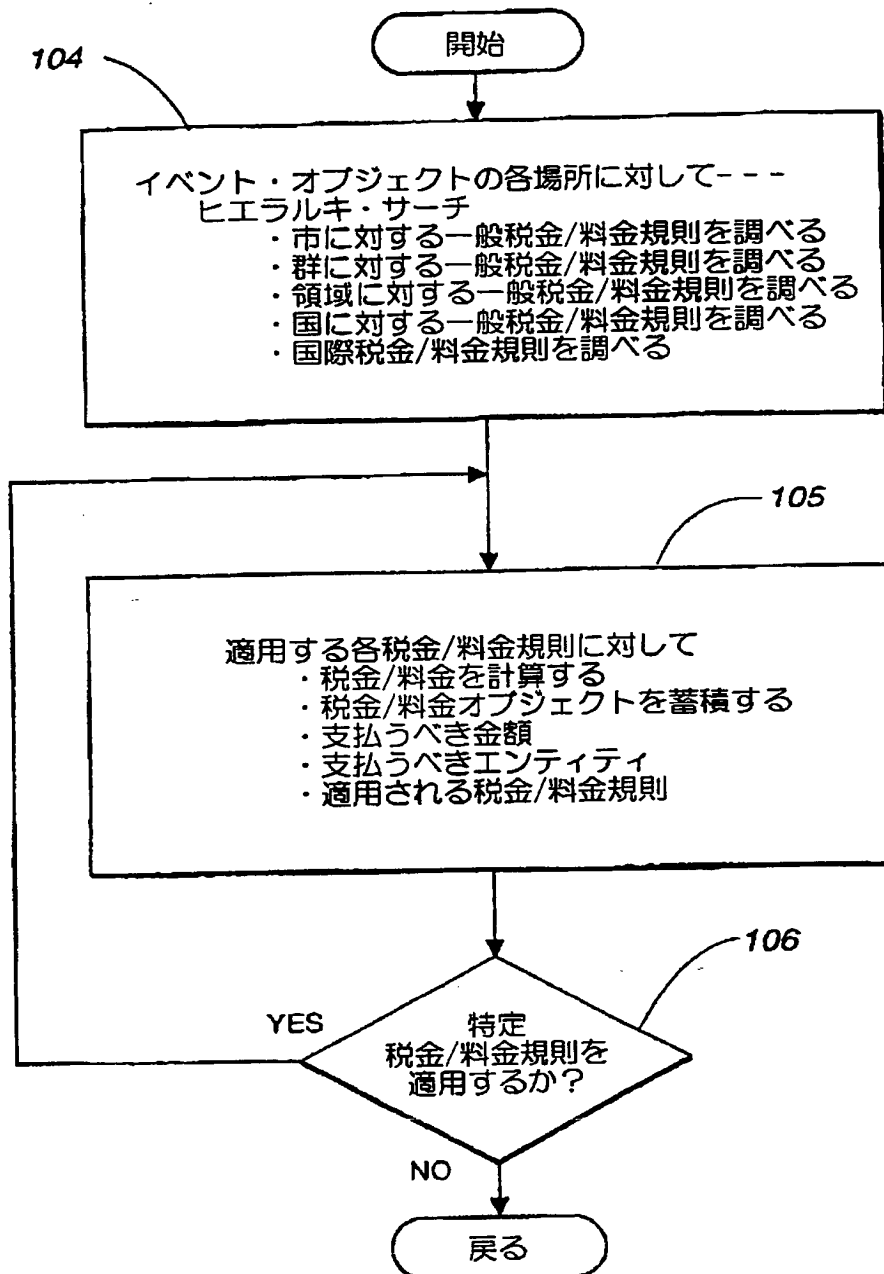 開始
104
イベント・オブジェクトの各場所に対して---
ヒエラルキ・サーチ
・市に対する一般税金/料金規則を調べる
・群に対する一般税金/料金規則を調べる
・領域に対する一般税金/料金規則を調べる
・国に対する一般税金/料金規則を調べる
・国際税金/料金規則を調べる
105
適用する各税金/料金規則に対して
・税金/料金を計算する
・税金/料金オブジェクトを蓄積する
・支払うべき金額
・支払うべきエンティティ
・適用される税金/料金規則
106
YES
特定
税金/料金規則を
適用するか?
NO
戻る